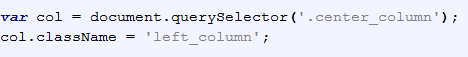 var col = document.querySelector('.center_column');
col.className = 'left_column';